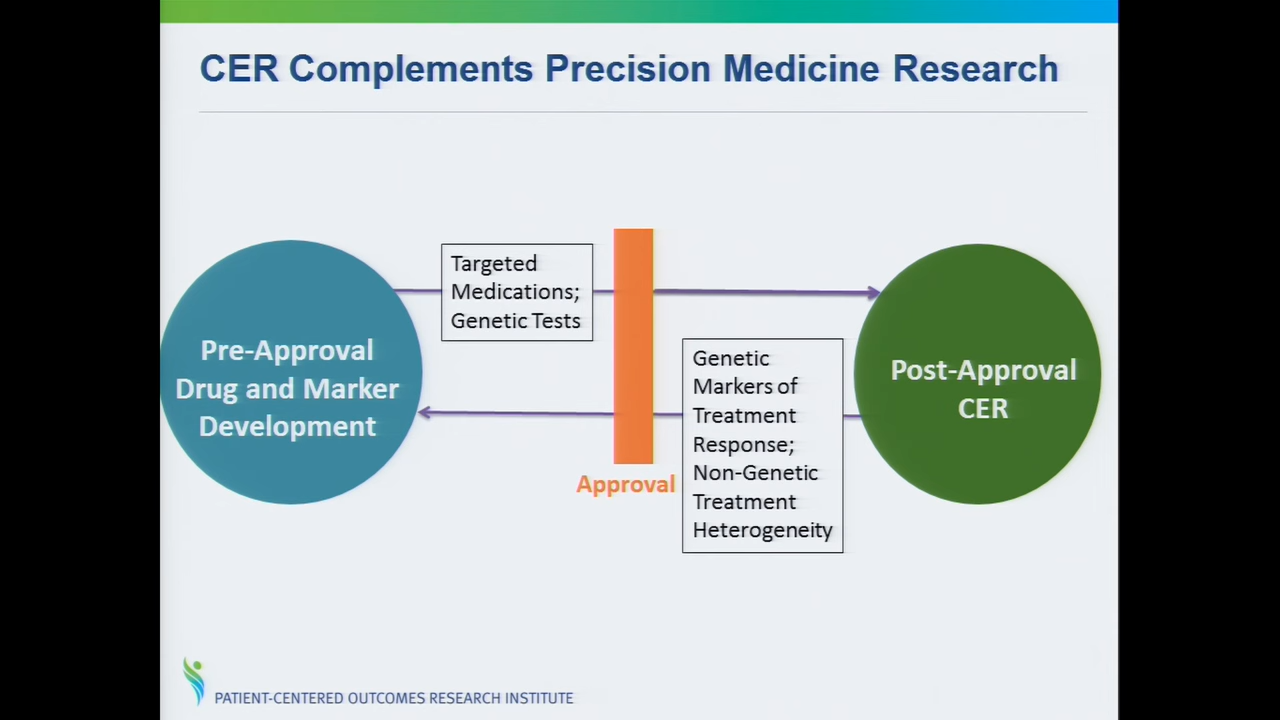 CER Complements Precision Medicine Research
Targeted
Medications;
Genetic Tests
Pre-Approval
Drug and Marker
Development
Approval
Genetic
Markers of
Treatment
Response;
Non-Genetic
Treatment
Heterogeneity
Post-Approval
CER
PATIENT-CENTERED OUTCOMES RESEARCH INSTITUTE